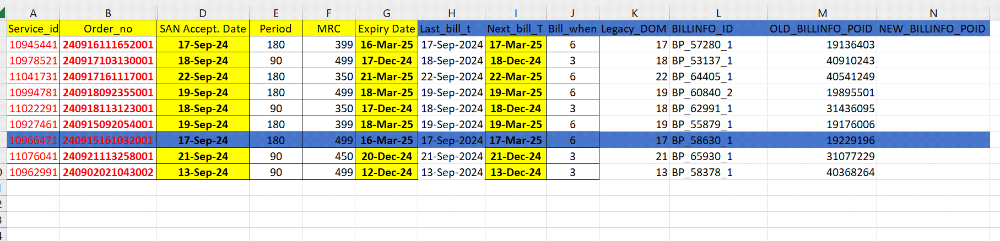 A B D E F G H I J K L M N
Service_id Order_no SAN Accept. Date Period MRC Expiry Date Last_bill_t Next_bill_T Bill_when Legacy_DOM BILLINFO_ID OLD_BILLINFO_POID NEW_BILLINFO_POID
10945441 240916111652001 17-Sep-24 180 399 16-Mar-25 17-Sep-2024 17-Mar-25 6 17 BP_57280_1 19136403
10978521 240917103130001 18-Sep-24 90 499 17-Dec-24 18-Sep-2024 18-Dec-24 3 18 BP_53137_1 40910243
11041731 240917161117001 22-Sep-24 180 350 21-Mar-25 22-Sep-2024 22-Mar-25 6 22 BP_64405_1 40541249
10994781 240918092355001 19-Sep-24 180 499 18-Mar-25 19-Sep-2024 19-Mar-25 6 19 BP_60840_2 19895501
11022291 240918113123001 18-Sep-24 90 350 17-Dec-24 18-Sep-2024 18-Dec-24 3 18 BP_62991_1 31436095
10927461 240915092054001 19-Sep-24 180 399 18-Mar-25 19-Sep-2024 19-Mar-25 6 19 BP_55879_1 19176006
10966471 240915161032001 17-Sep-24 180 499 16-Mar-25 17-Sep-2024 17-Mar-25 6 17 BP_58630_1 19229196
11076041 240921113258001 21-Sep-24 90 450 20-Dec-24 21-Sep-2024 21-Dec-24 3 21 BP_65930_1 31077229
10962991 240902021043002 13-Sep-24 90 499 12-Dec-24 13-Sep-2024 13-Dec-24 3 13 BP_58378_1 40368264